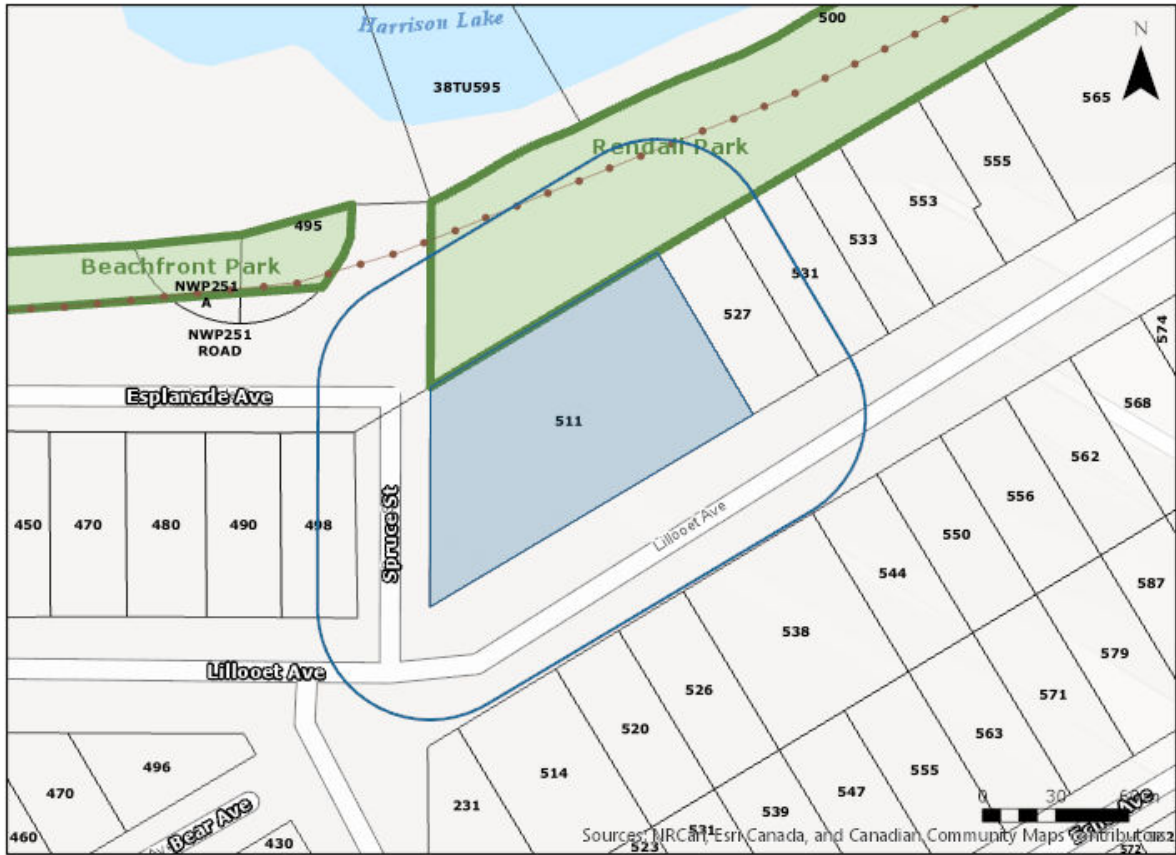 Harrison Lake
500
N
38TU595
565
Rendall Park
555
495
553
533
Beachfront Park
531
NWP251
A
527
574
NWP251
ROAD
Esplanade Ave
568
511
562
556
450
470
480
490
498
Spruce St
Lillooet Ave
550
587
544
538
579
Lillooet Ave
526
571
520
563
496
514
555
470
547
0
30
231
539
Bear Ave
531
460
430
523
Sources: NRCan, Esri Canada, and Canadian Community Maps contributors
572